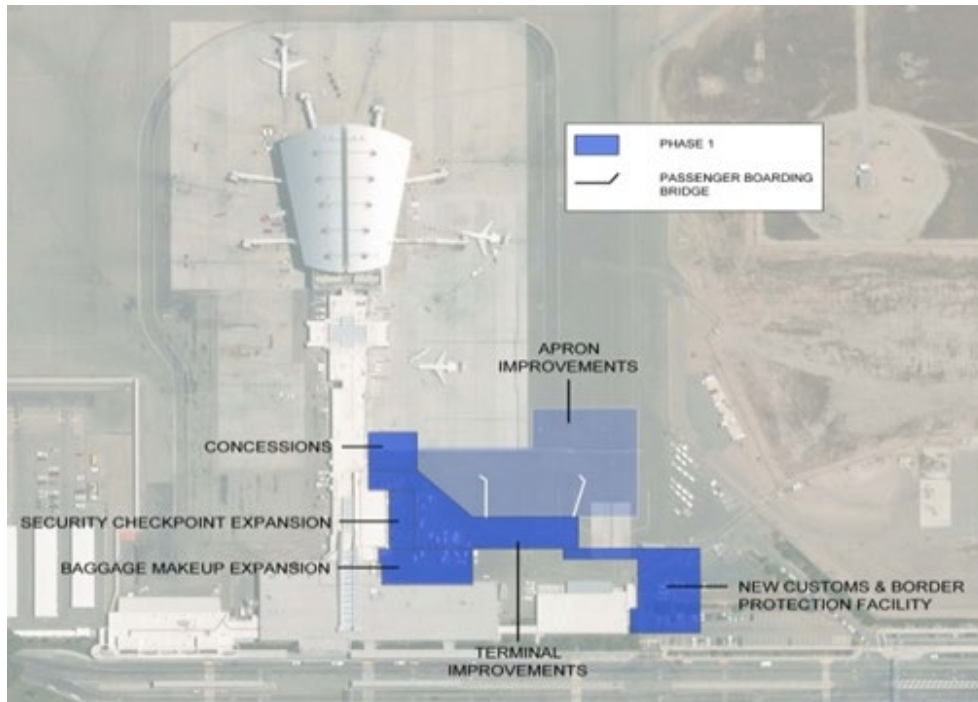 PHASE 1
PASSENGER BOARDING
BRIDGE
APRON
IMPROVEMENTS
CONCESSIONS
SECURITY CHECKPOINT EXPANSION
BAGGAGE MAKEUP EXPANSION
NEW CUSTOMS & BORDER
PROTECTION FACILITY
TERMINAL
IMPROVEMENTS